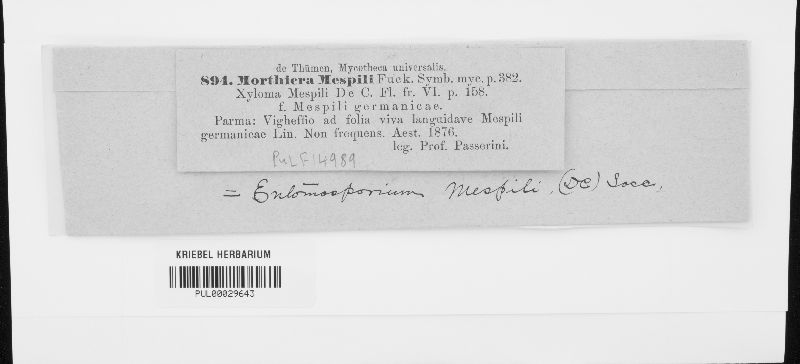 de Thümen, Mycotheca universalis.
894. Morthiera Mespili Fuck. Symb. myc. p. 382.
Xyloma Mespili De C. Fl. fr. VI. p. 158.
f. Mespili germanicae.
Parma: Vigheffio ad folia viva languidave Mespili
germanicae Lin. Non frequens. Aest. 1876.
leg. Prof. Passerini.
PUL F14989
= Entomosporium Mespili (DC) Sacc.
KRIEBEL HERBARIUM
PUL00029643